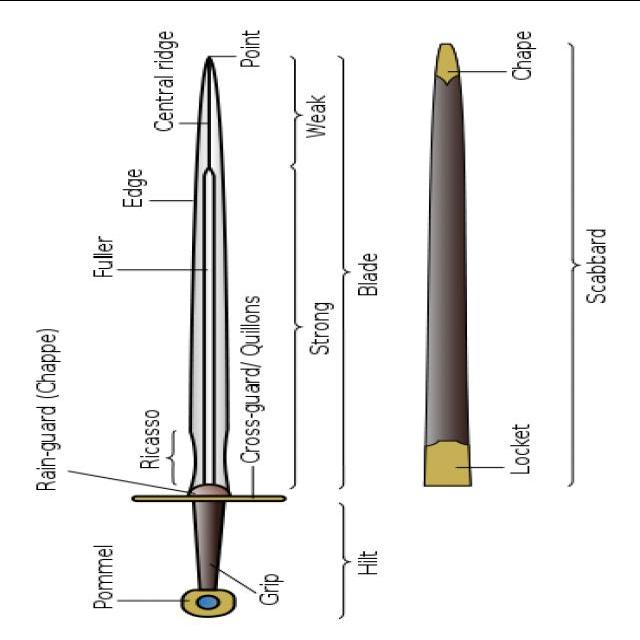 Point
Central ridge
Weak
Edge
Fuller
Blade
Strong
Cross-guard/ Quillons
Rain-guard (Chappe)
Ricasso
Pommel
Grip
Hilt
Chape
Scabbard
Locket